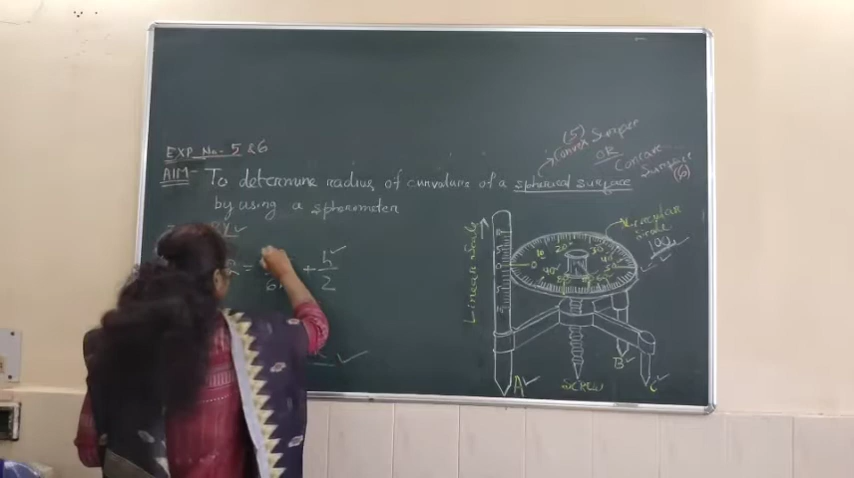 EXP No- 5 & 6
(5)
Convex Surface
OR
Concave
Surface
(6)
AIM- To determine radius of curvature of a spherical surface
by using a spherometer
h
+
2
Linear Scale
Circular
Scale
100
0
A
B
C
SCREW